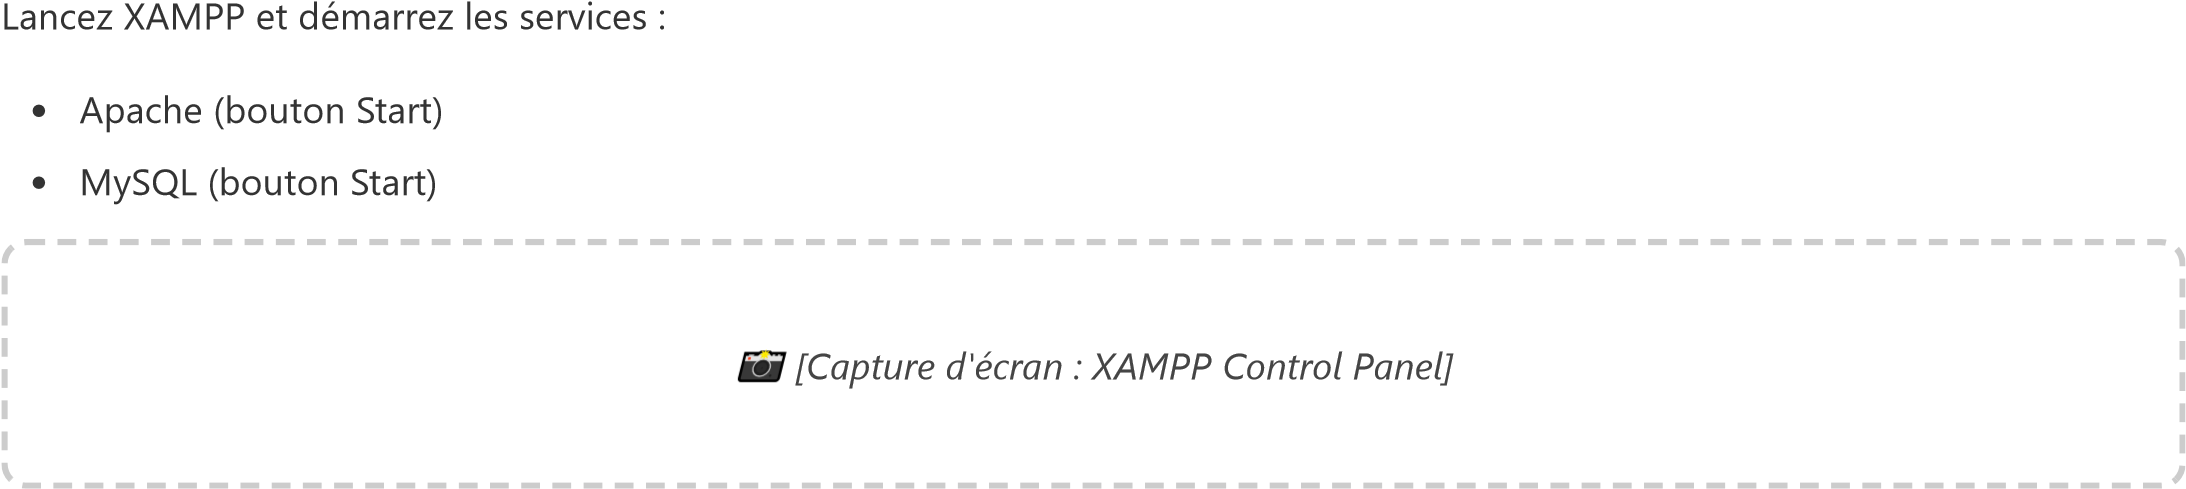 Lancez XAMPP et démarrez les services :
• Apache (bouton Start)
• MySQL (bouton Start)
📷 [Capture d'écran : XAMPP Control Panel]